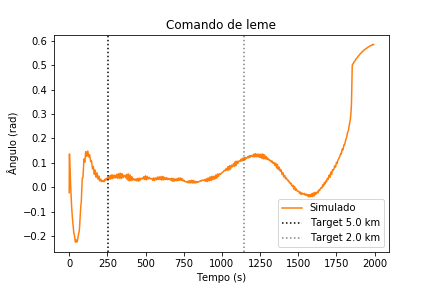 Comando de leme
Ângulo (rad)
0.6
0.5
0.4
0.3
0.2
0.1
0.0
−0.1
−0.2
Simulado
Target 5.0 km
Target 2.0 km
0 250 500 750 1000 1250 1500 1750 2000
Tempo (s)